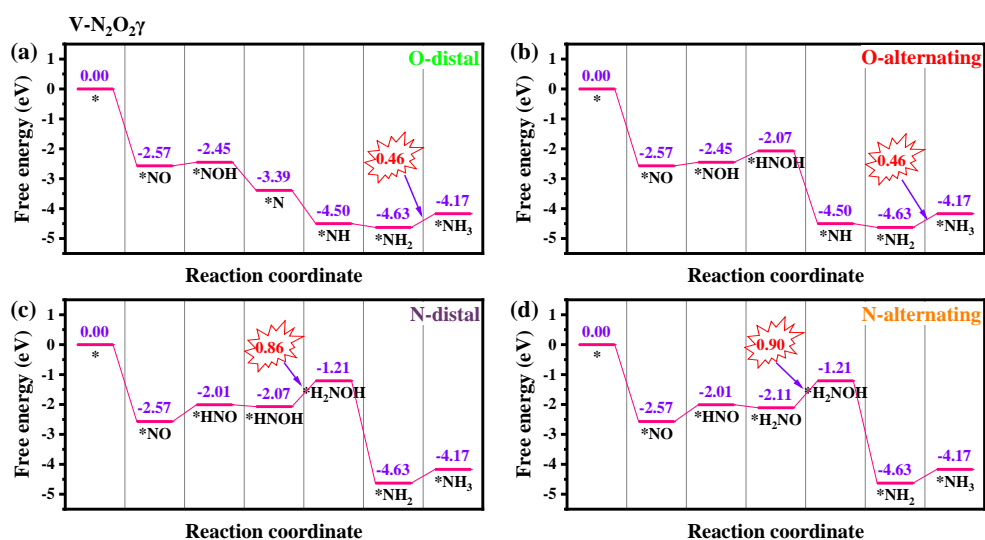 V-N₂O₂γ
(a)
O-distal
Free energy (eV)
1
0
-1
-2
-3
-4
-5
0.00
*
-2.57
*NO
-2.45
*NOH
-3.39
*N
-4.50
*NH
-4.63
*NH₂
0.46
-4.17
*NH₃
Reaction coordinate
(b)
O-alternating
Free energy (eV)
1
0
-1
-2
-3
-4
-5
0.00
*
-2.57
*NO
-2.45
*NOH
-2.07
*HNOH
-4.50
*NH
-4.63
*NH₂
0.46
-4.17
*NH₃
Reaction coordinate
(c)
N-distal
Free energy (eV)
1
0
-1
-2
-3
-4
-5
0.00
*
-2.57
*NO
-2.01
*HNO
-2.07
*HNOH
0.86
-1.21
*H₂NOH
-4.63
*NH₂
-4.17
*NH₃
Reaction coordinate
(d)
N-alternating
Free energy (eV)
1
0
-1
-2
-3
-4
-5
0.00
*
-2.57
*NO
-2.01
*HNO
-2.11
*H₂NO
0.90
-1.21
*H₂NOH
-4.63
*NH₂
-4.17
*NH₃
Reaction coordinate